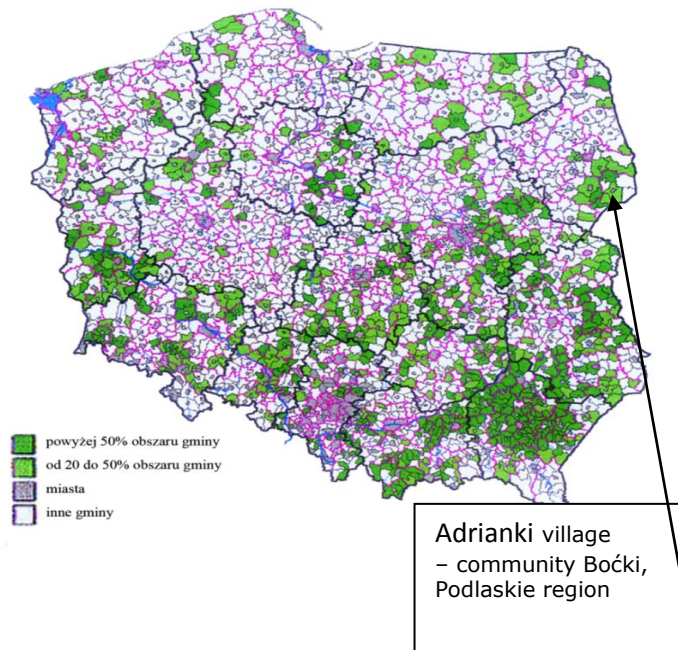 powyżej 50% obszaru gminy
od 20 do 50% obszaru gminy
miasta
inne gminy
Adrianki village
– community Boćki,
Podlaskie region